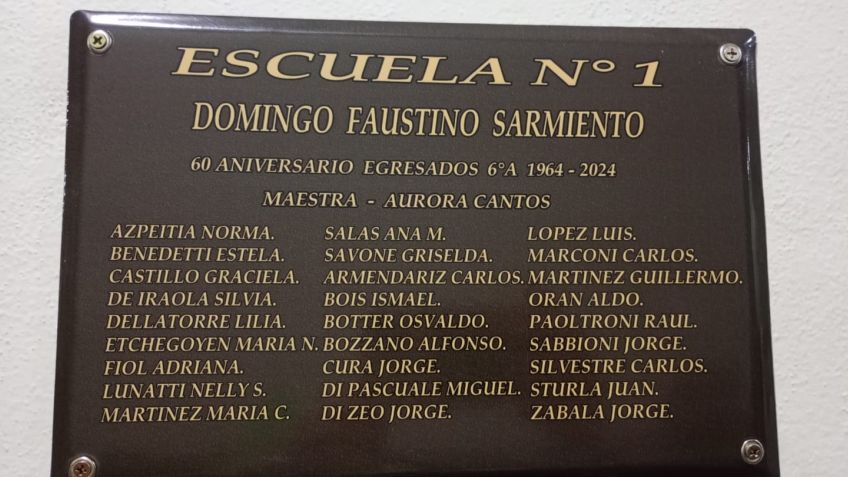 ESCUELA N° 1
DOMINGO FAUSTINO SARMIENTO
60 ANIVERSARIO EGRESADOS 6°A 1964 - 2024
MAESTRA - AURORA CANTOS
AZPEITIA NORMA. SALAS ANA M. LOPEZ LUIS.
BENEDETTI ESTELA. SAVONE GRISELDA. MARCONI CARLOS.
CASTILLO GRACIELA. ARMENDARIZ CARLOS. MARTINEZ GUILLERMO.
DE IRAOLA SILVIA. BOIS ISMAEL. ORAN ALDO.
DELLATORRE LILIA. BOTTER OSVALDO. PAOLTRONI RAUL.
ETCHEGOYEN MARIA N. BOZZANO ALFONSO. SABBIONI JORGE.
FIOL ADRIANA. CURA JORGE. SILVESTRE CARLOS.
LUNATTI NELLY S. DI PASCUALE MIGUEL. STURLA JUAN.
MARTINEZ MARIA C. DI ZEO JORGE. ZABALA JORGE.